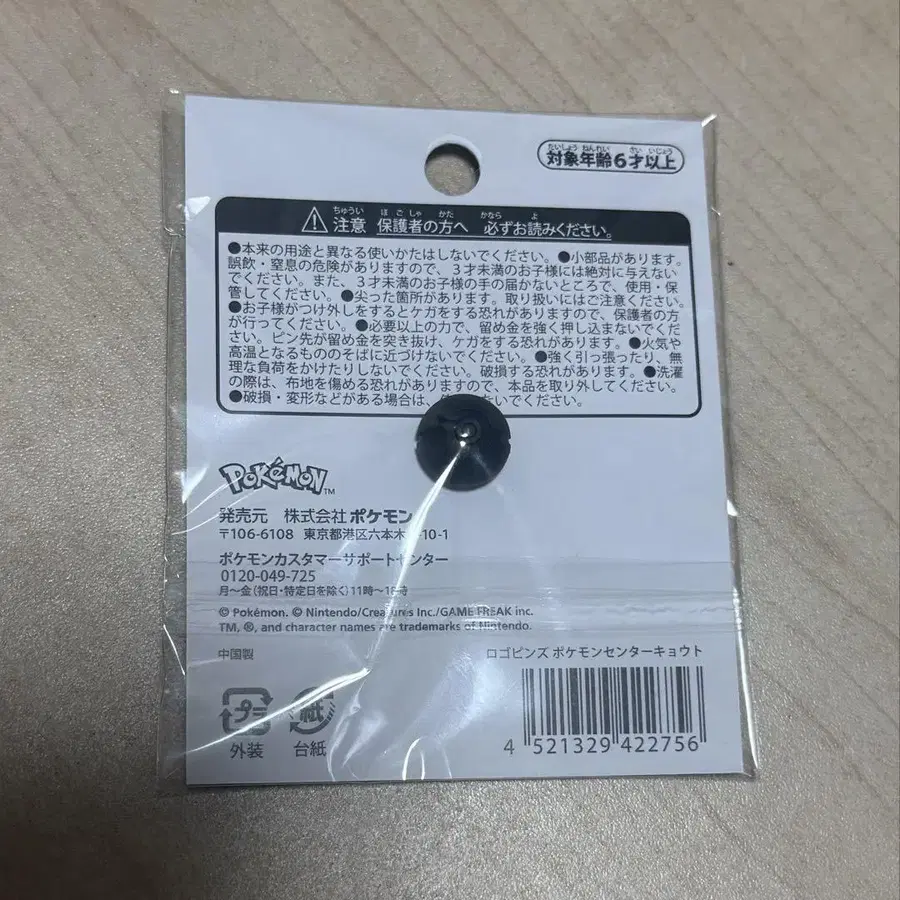 たいしょうねんれい さい いじょう
対象年齢6才以上
ちゅうい ほごしゃ かた かなら よ
注意 保護者の方へ 必ずお読みください。
●本来の用途と異なる使いかたはしないでください。●小部品があります。
誤飲・窒息の危険がありますので、3才未満のお子様には絶対に与えない
でください。また、3才未満のお子様の手の届かないところで、使用・保
管してください。●尖った箇所があります。取り扱いにはご注意ください。
●お子様がつけ外しをするとケガをする恐れがありますので、保護者の方
が行ってください。●必要以上の力で、留め金を強く押し込まないでくだ
さい。ピン先が留め金を突き抜け、ケガをする恐れがあります。●火気や
高温となるもののそばに近づけないでください。●強く引っ張ったり、無
理な負荷をかけたりしないでください。破損する恐れがあります。●洗濯
の際は、布地を傷める恐れがありますので、本品を取り外してください。
●破損・変形などがある場合は、 ないでください。
POKéMON™
発売元 株式会社ポケモン
〒106-6108 東京都港区六本木 -10-1
ポケモンカスタマーサポートセンター
0120-049-725
月〜金(祝日・特定日を除く)11時〜18時
© Pokémon. © Nintendo/Creatures Inc./GAME FREAK inc.
TM, ®, and character names are trademarks of Nintendo.
中国製
ロゴピンズ ポケモンセンターキョウト
プラ
外装
紙
台紙
4 521329 422756